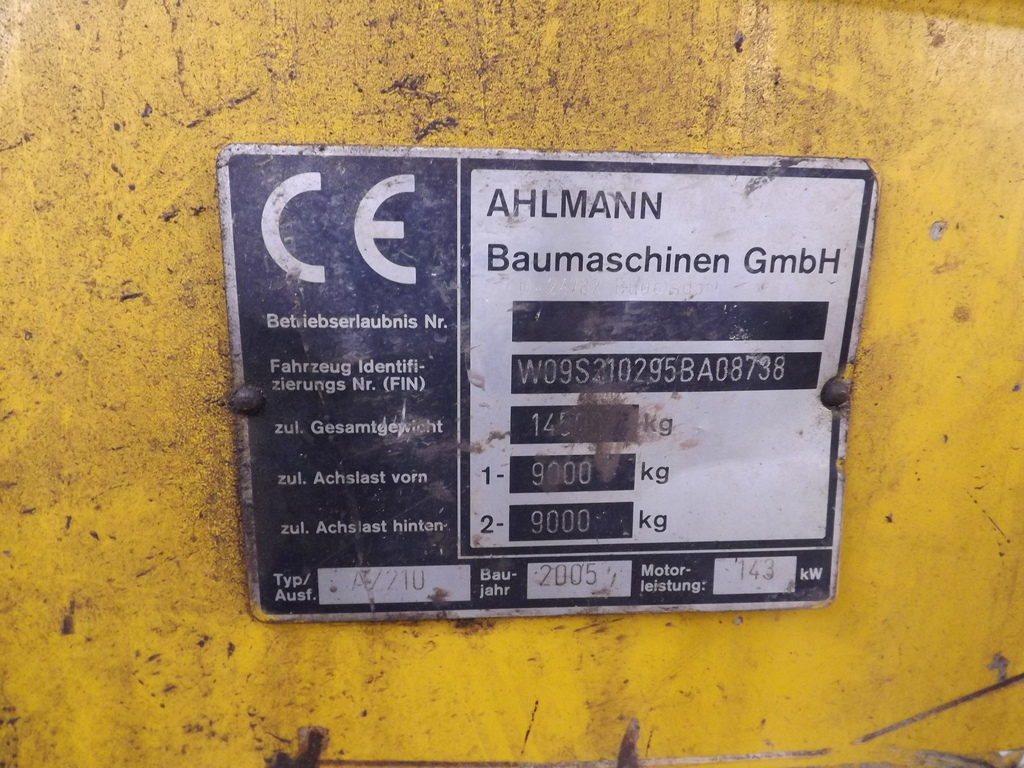 CE
AHLMANN
Baumaschinen GmbH
Betriebserlaubnis Nr.
Fahrzeug Identifi-
zierungs Nr. (FIN) W09S210295BA08738
zul. Gesamtgewicht kg
zul. Achslast vorn 1- 9000 kg
zul. Achslast hinten 2- 9000 kg
Typ/ Bau- Motor-
Ausf. jahr 2005 leistung: 143 kW